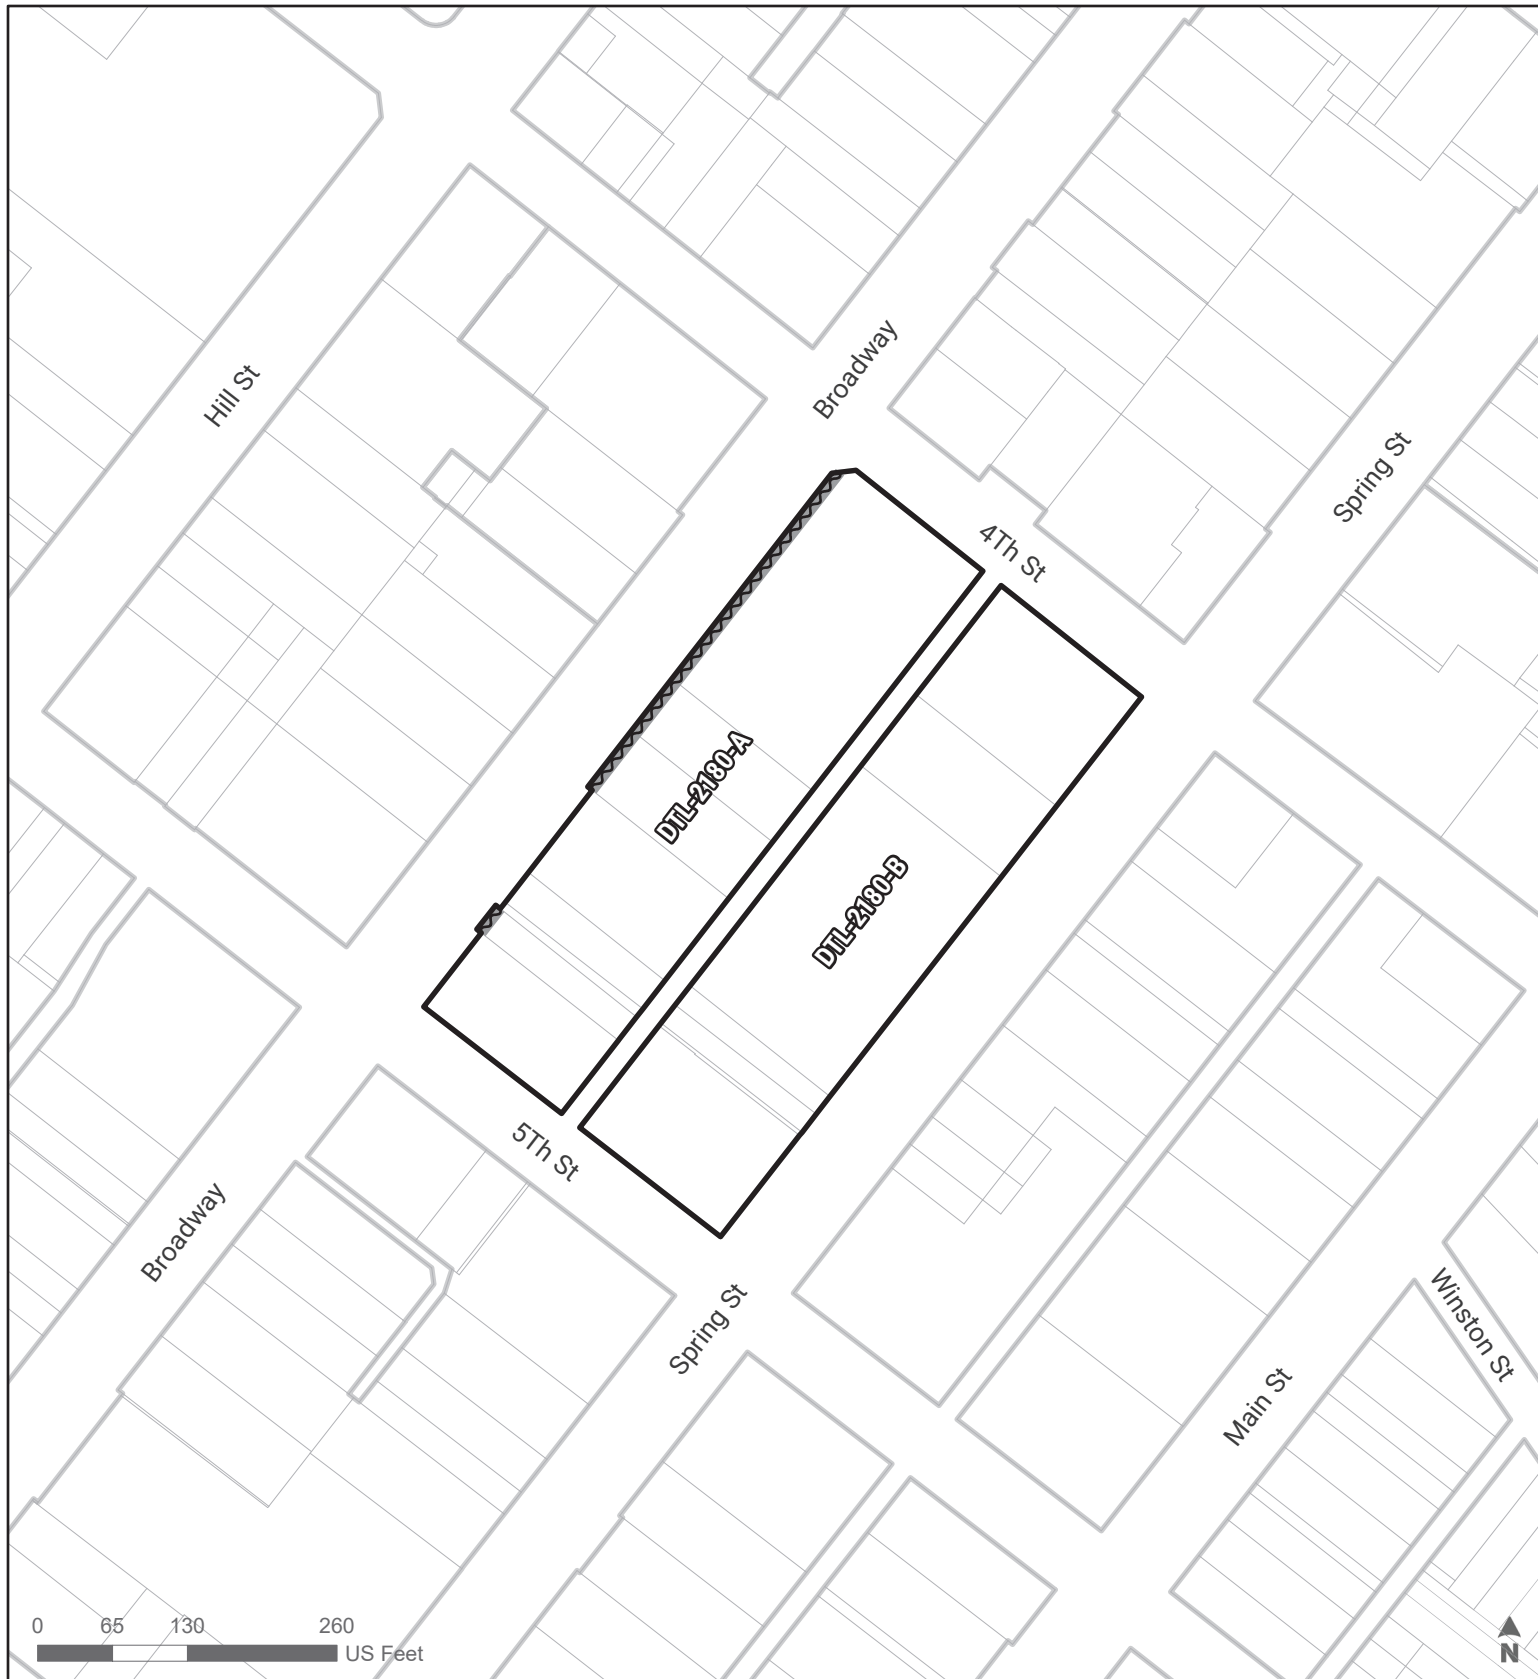 Broadway
Hill St
Spring St
4Th St
DTL-2180-A
DTL-2180-B
5Th St
Broadway
Spring St
Winston St
Main St
0 65 130 260
US Feet
N